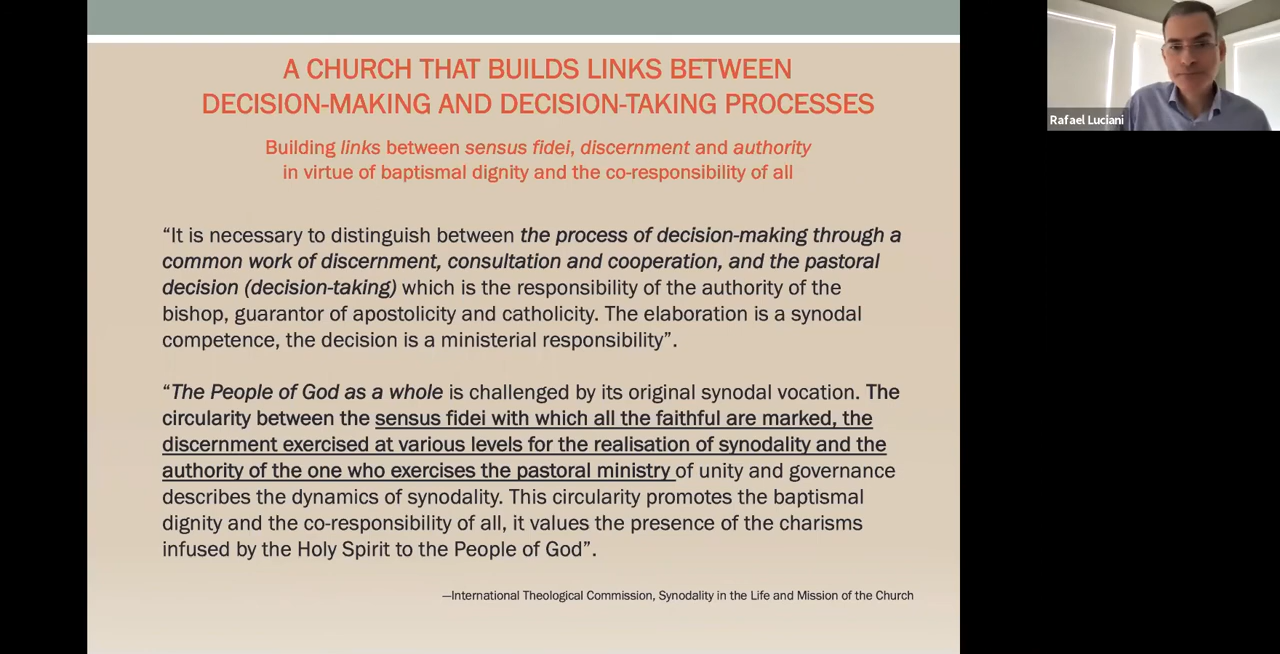 A CHURCH THAT BUILDS LINKS BETWEEN
DECISION-MAKING AND DECISION-TAKING PROCESSES
Building links between sensus fidei, discernment and authority
in virtue of baptismal dignity and the co-responsibility of all
“It is necessary to distinguish between the process of decision-making through a
common work of discernment, consultation and cooperation, and the pastoral
decision (decision-taking) which is the responsibility of the authority of the
bishop, guarantor of apostolicity and catholicity. The elaboration is a synodal
competence, the decision is a ministerial responsibility”.
“The People of God as a whole is challenged by its original synodal vocation. The
circularity between the sensus fidei with which all the faithful are marked, the
discernment exercised at various levels for the realisation of synodality and the
authority of the one who exercises the pastoral ministry of unity and governance
describes the dynamics of synodality. This circularity promotes the baptismal
dignity and the co-responsibility of all, it values the presence of the charisms
infused by the Holy Spirit to the People of God”.
—International Theological Commission, Synodality in the Life and Mission of the Church
Rafael Luciani